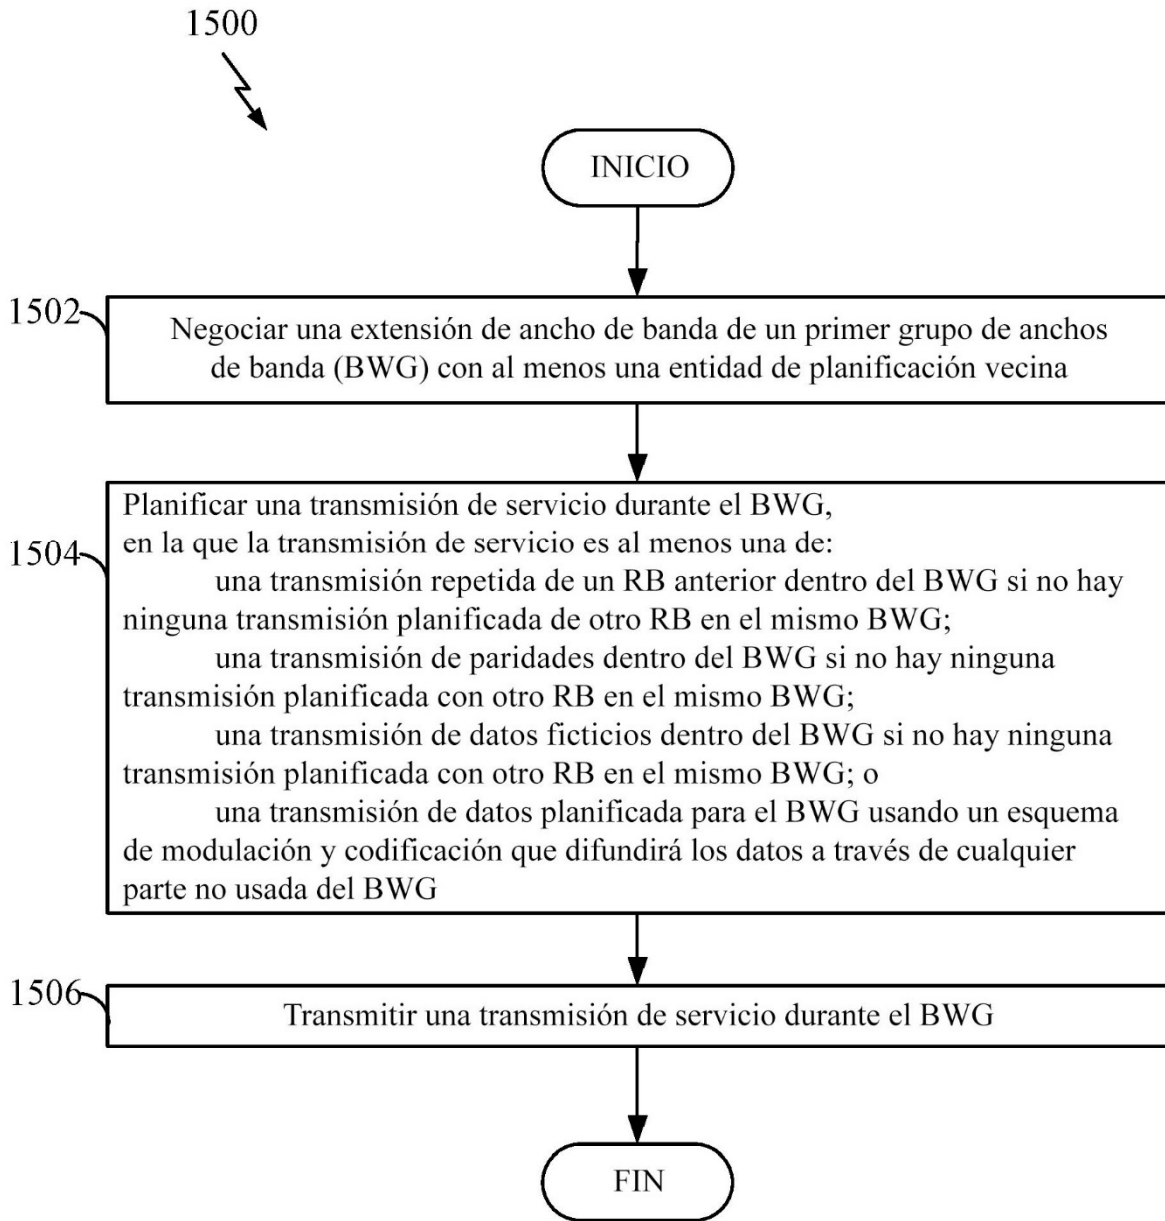 1500
INICIO
1502
Negociar una extensión de ancho de banda de un primer grupo de anchos
de banda (BWG) con al menos una entidad de planificación vecina
1504
Planificar una transmisión de servicio durante el BWG,
en la que la transmisión de servicio es al menos una de:
una transmisión repetida de un RB anterior dentro del BWG si no hay
ninguna transmisión planificada de otro RB en el mismo BWG;
una transmisión de paridades dentro del BWG si no hay ninguna
transmisión planificada con otro RB en el mismo BWG;
una transmisión de datos ficticios dentro del BWG si no hay ninguna
transmisión planificada con otro RB en el mismo BWG; o
una transmisión de datos planificada para el BWG usando un esquema
de modulación y codificación que difundirá los datos a través de cualquier
parte no usada del BWG
1506
Transmitir una transmisión de servicio durante el BWG
FIN